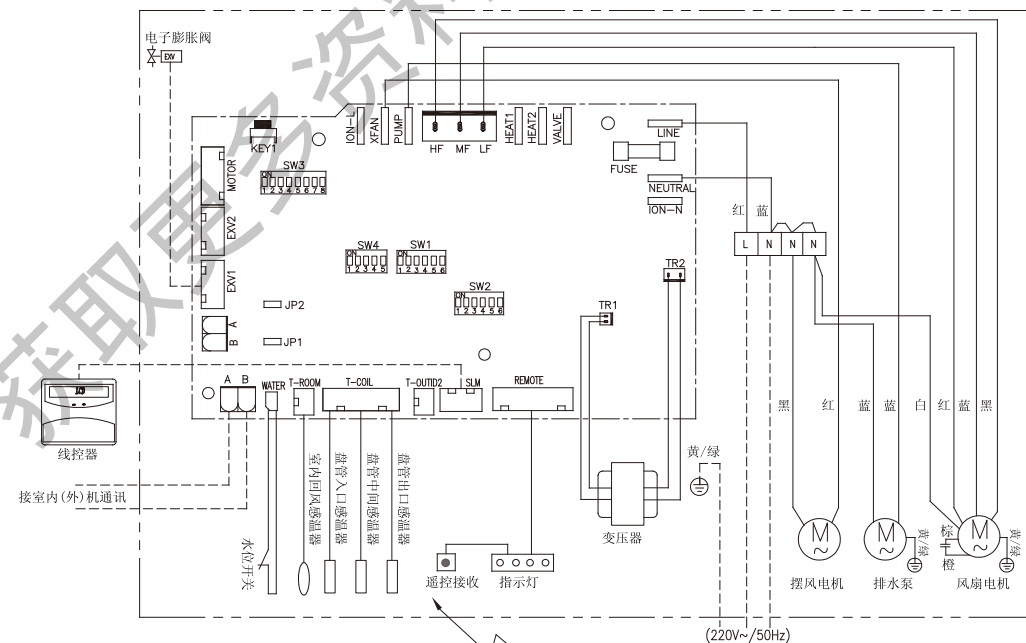 获取更多资料
电子膨胀阀
EXV
KEY1
ION-L
XFAN
PUMP
HF MF LF
HEAT1
HEAT2
VALVE
LINE
FUSE
NEUTRAL
ION-N
MOTOR
EXV2
EXV1
SW3
ON
1 2 3 4 5 6 7 8
SW4
ON
1 2 3 4 5
SW1
ON
1 2 3 4 5 6
SW2
ON
1 2 3 4 5 6
TR2
TR1
JP2
JP1
A
B
红 蓝
L N N N
A B
WATER
T-ROOM
T-COIL
T-OUTID2
SLM
REMOTE
线控器
接室内(外)机通讯
水位开关
室内回风感温器
盘管入口感温器
盘管中间感温器
盘管出口感温器
遥控接收
指示灯
变压器
黄/绿
黑 红 蓝 蓝 白 红 蓝 黑
M
~
摆风电机
M
~
排水泵
黄/绿
棕
橙
M
~
风扇电机
黄/绿
(220V~/50Hz)